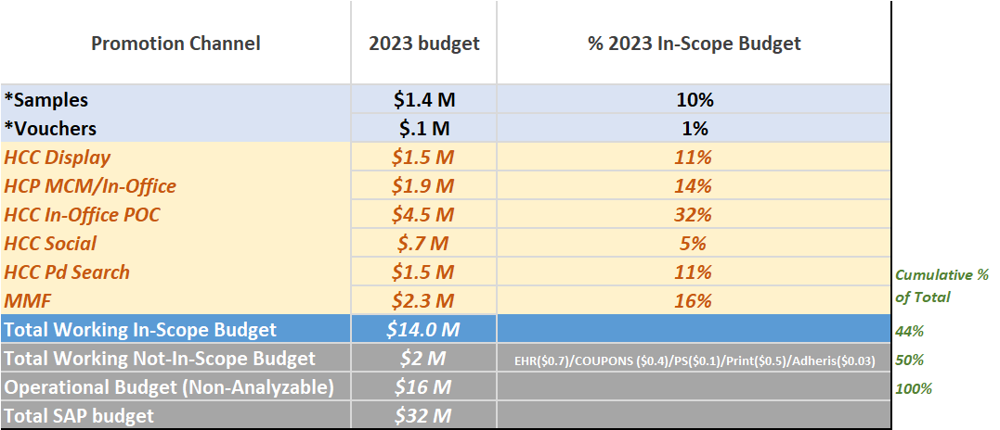 Promotion Channel 2023 budget % 2023 In-Scope Budget
*Samples $1.4 M 10%
*Vouchers $.1 M 1%
HCC Display $1.5 M 11%
HCP MCM/In-Office $1.9 M 14%
HCC In-Office POC $4.5 M 32%
HCC Social $.7 M 5%
HCC Pd Search $1.5 M 11% Cumulative %
MMF $2.3 M 16% of Total
Total Working In-Scope Budget $14.0 M 44%
Total Working Not-In-Scope Budget $2 M EHR($0.7)/COUPONS ($0.4)/PS($0.1)/Print($0.5)/Adheris($0.03) 50%
Operational Budget (Non-Analyzable) $16 M 100%
Total SAP budget $32 M